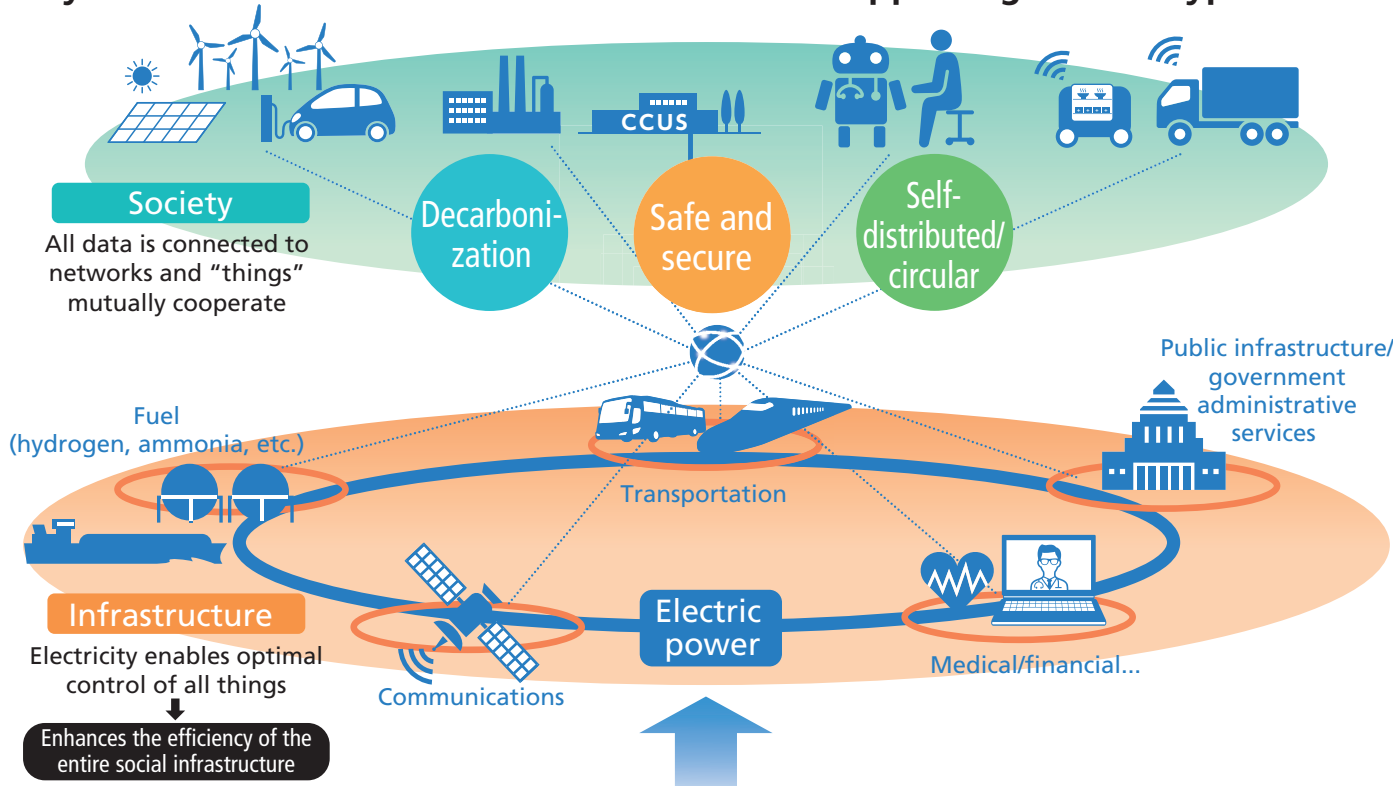 CCUS
Society
All data is connected to
networks and “things”
mutually cooperate
Decarboni-
zation
Safe and
secure
Self-
distributed/
circular
Public infrastructure/
government
administrative
services
Fuel
(hydrogen, ammonia, etc.)
Transportation
Infrastructure
Electricity enables optimal
control of all things
Enhances the efficiency of the
entire social infrastructure
Communications
Electric
power
Medical/financial...